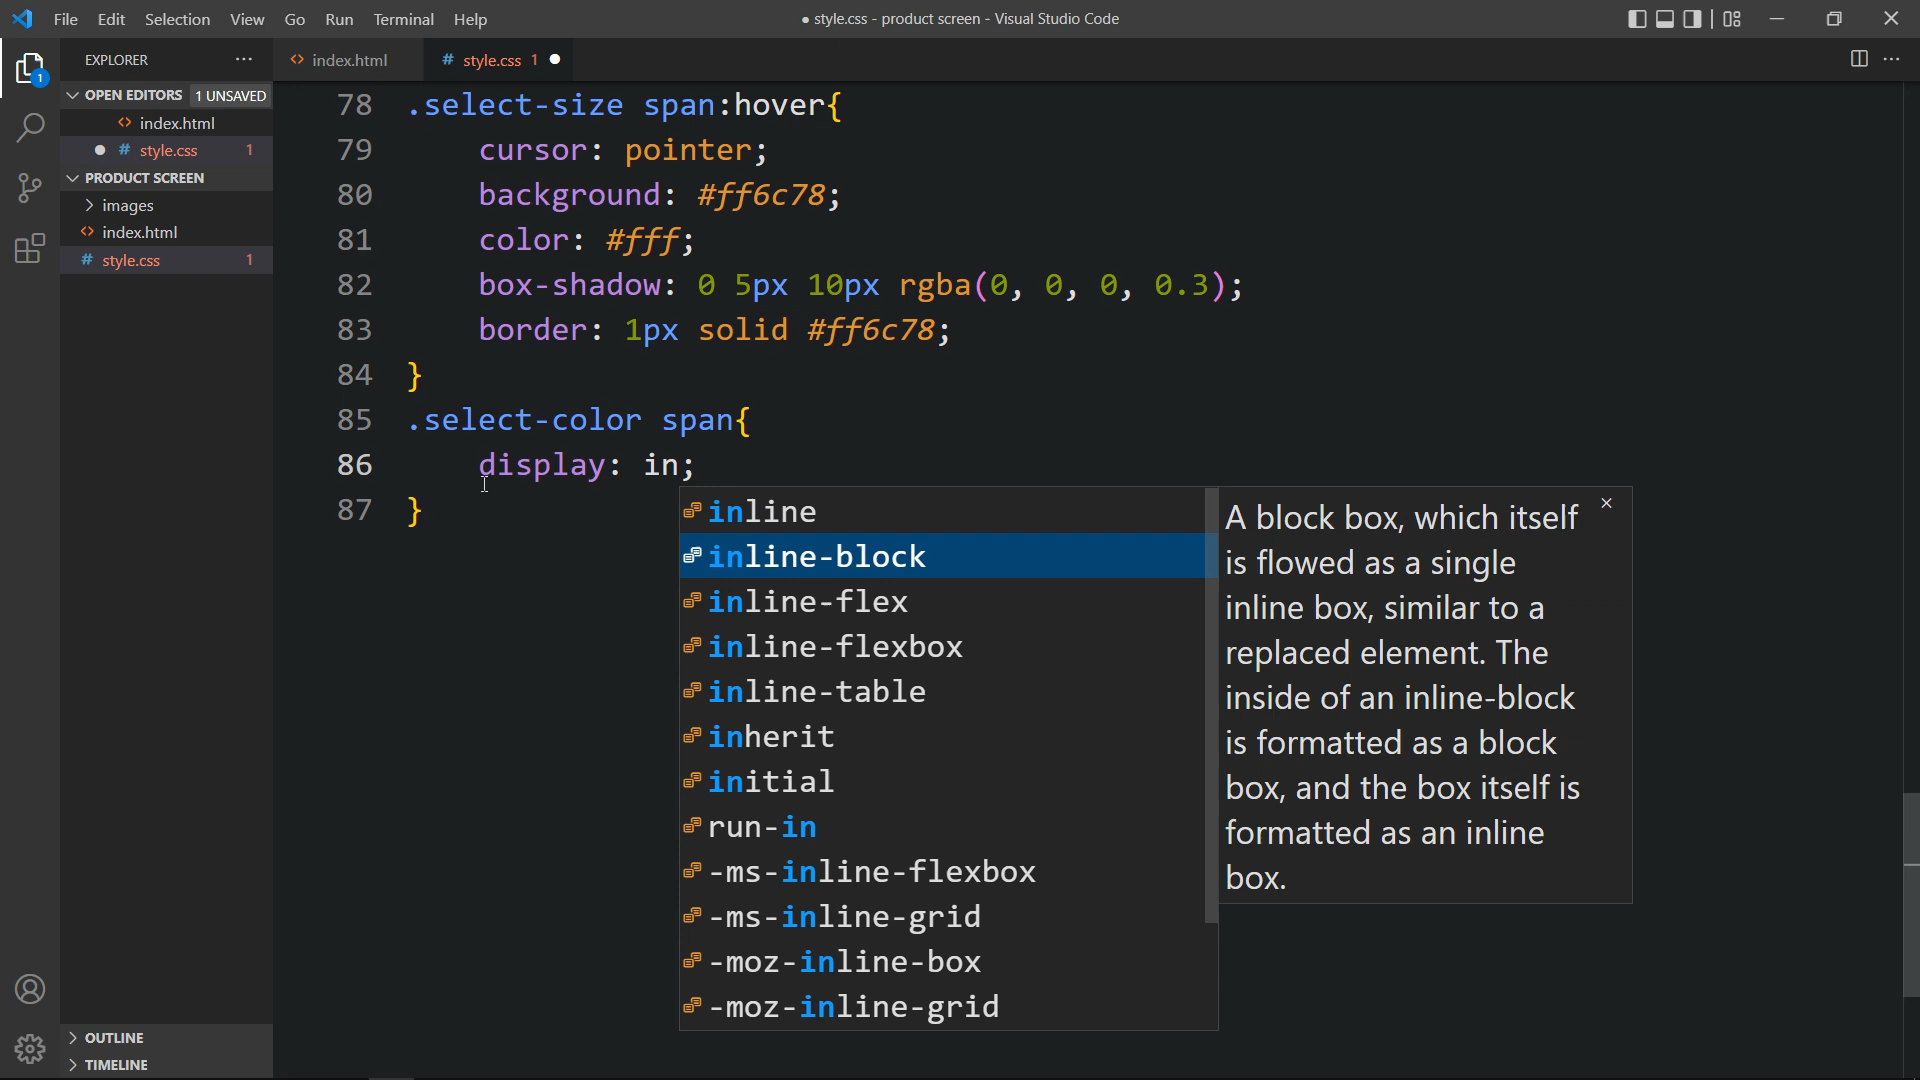 File Edit Selection View Go Run Terminal Help
● style.css - product screen - Visual Studio Code
EXPLORER ···
1
OPEN EDITORS 1 UNSAVED
<> index.html
● # style.css 1
PRODUCT SCREEN
> images
<> index.html
# style.css 1
OUTLINE
TIMELINE
<> index.html # style.css 1 ●
78 .select-size span:hover{
79 cursor: pointer;
80 background: #ff6c78;
81 color: #fff;
82 box-shadow: 0 5px 10px rgba(0, 0, 0, 0.3);
83 border: 1px solid #ff6c78;
84 }
85 .select-color span{
86 display: in;
87 }
inline
inline-block
inline-flex
inline-flexbox
inline-table
inherit
initial
run-in
-ms-inline-flexbox
-ms-inline-grid
-moz-inline-box
-moz-inline-grid
A block box, which itself
is flowed as a single
inline box, similar to a
replaced element. The
inside of an inline-block
is formatted as a block
box, and the box itself is
formatted as an inline
box.